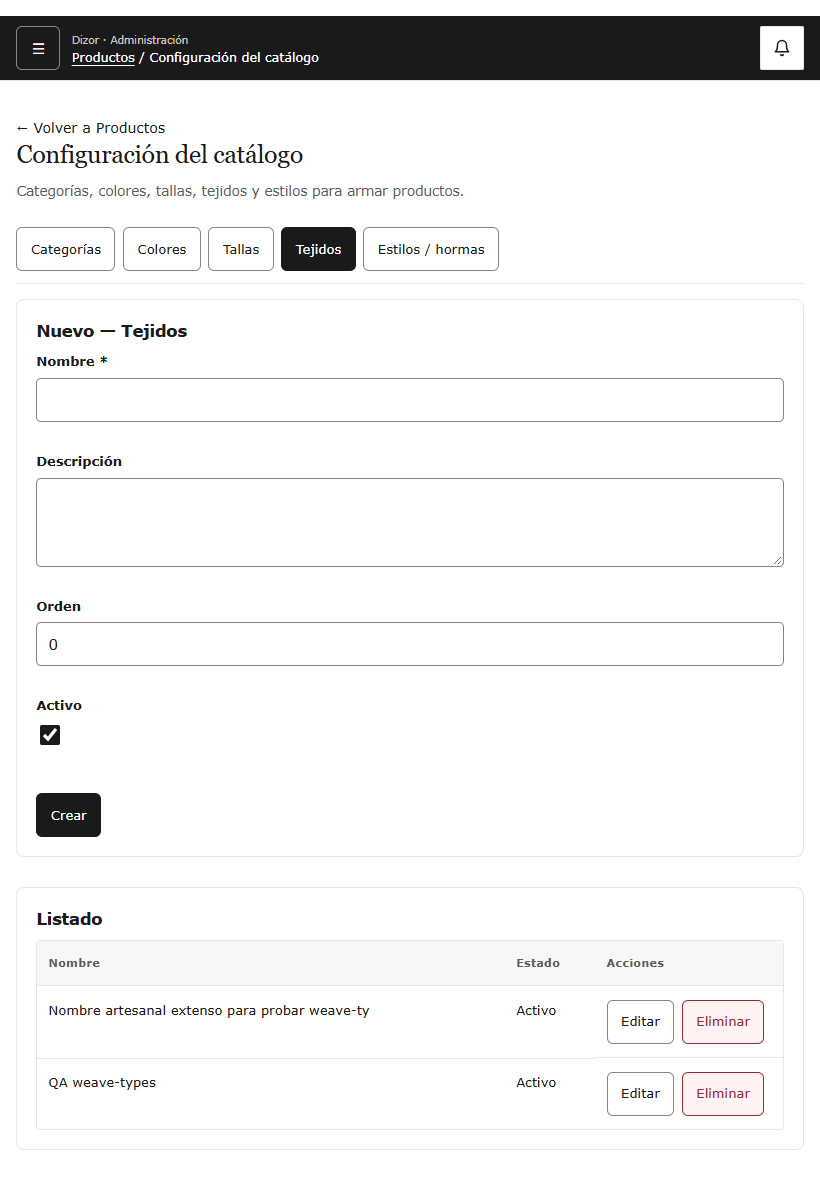 ☰
Dizor · Administración
Productos / Configuración del catálogo
← Volver a Productos
Configuración del catálogo
Categorías, colores, tallas, tejidos y estilos para armar productos.
Categorías Colores Tallas Tejidos Estilos / hormas
Nuevo — Tejidos
Nombre *
Descripción
Orden
0
Activo
Crear
Listado
Nombre Estado Acciones
Nombre artesanal extenso para probar weave-ty Activo Editar Eliminar
QA weave-types Activo Editar Eliminar